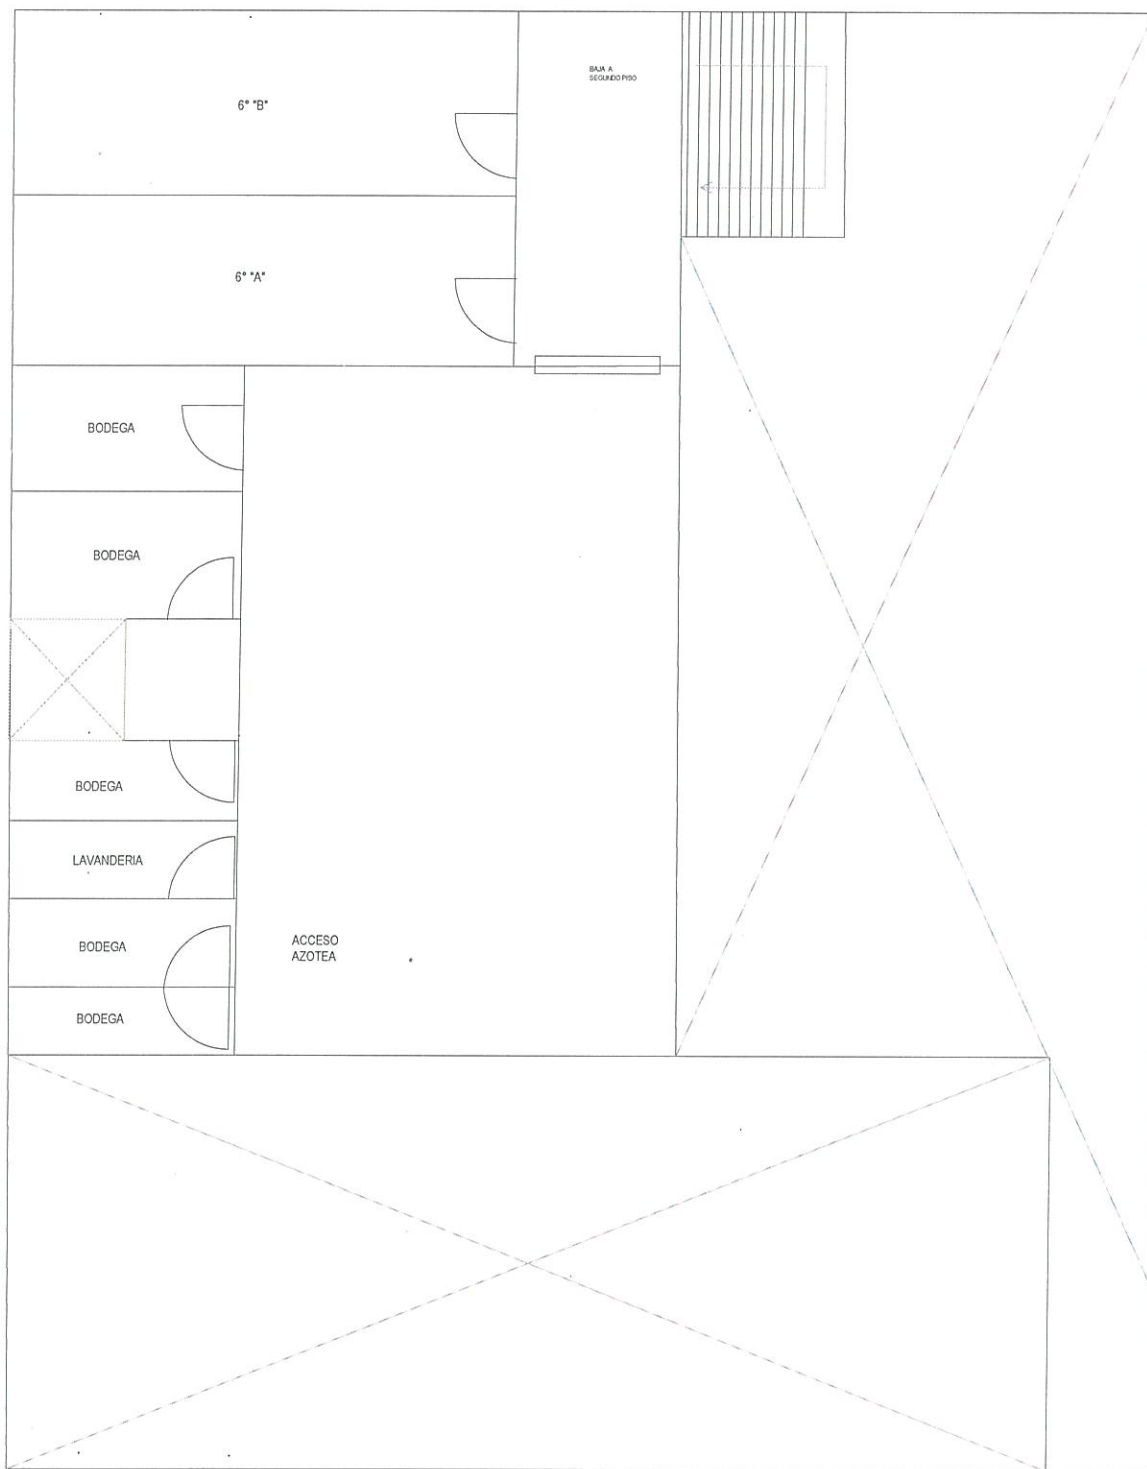 BAJA A
SEGUNDO PISO
6° "B"
6° "A"
BODEGA
BODEGA
BODEGA
LAVANDERIA
BODEGA
ACCESO
AZOTEA
BODEGA